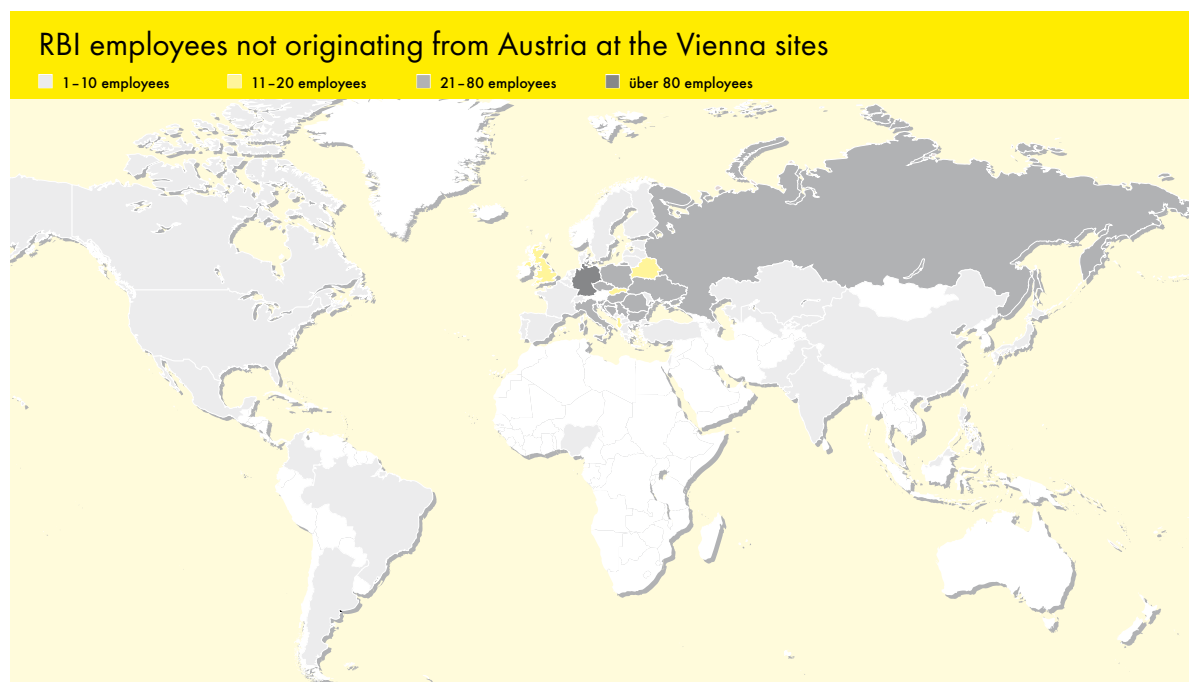 RBI employees not originating from Austria at the Vienna sites
1–10 employees 11–20 employees 21–80 employees über 80 employees